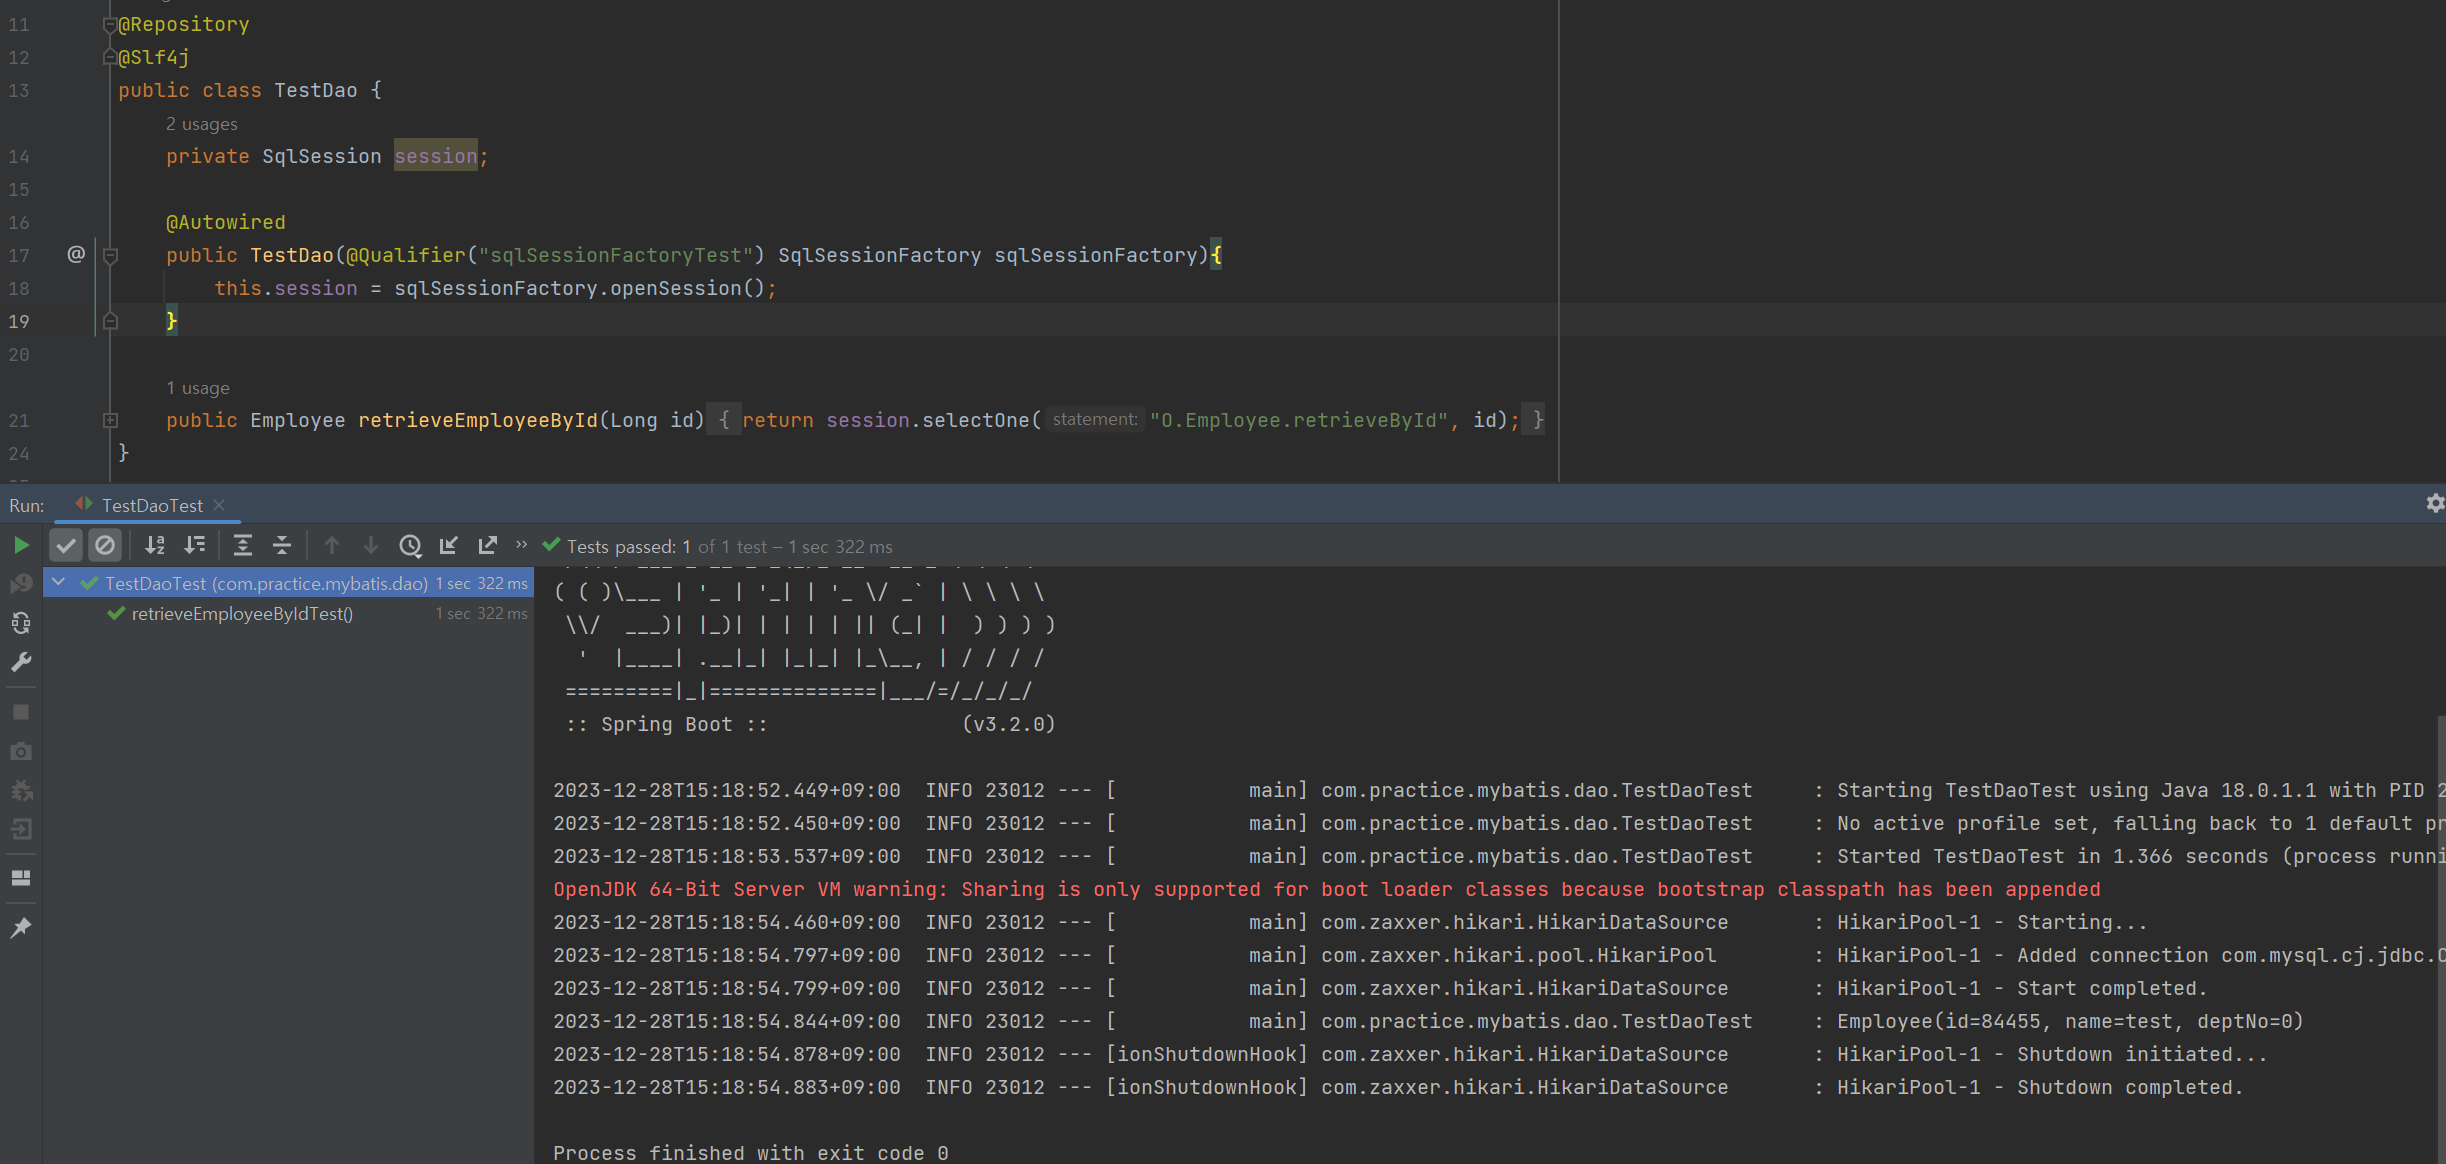 11 @Repository
12 @Slf4j
13 public class TestDao {
2 usages
14 private SqlSession session;
15
16 @Autowired
17 @ public TestDao(@Qualifier("sqlSessionFactoryTest") SqlSessionFactory sqlSessionFactory){
18 this.session = sqlSessionFactory.openSession();
19 }
20
1 usage
21 public Employee retrieveEmployeeById(Long id) { return session.selectOne( statement: "O.Employee.retrieveById", id); }
24 }
Run: TestDaoTest
Tests passed: 1 of 1 test – 1 sec 322 ms
TestDaoTest (com.practice.mybatis.dao) 1 sec 322 ms
retrieveEmployeeByIdTest() 1 sec 322 ms
( ( )\___ | '_ | '_| | '_ \/ _` | \ \ \ \
\\/  ___)| |_)| | | | | || (_| |  ) ) ) )
'  |____| .__|_| |_|_| |_\__, | / / / /
=========|_|==============|___/=/_/_/_/
:: Spring Boot ::                (v3.2.0)
2023-12-28T15:18:52.449+09:00  INFO 23012 --- [           main] com.practice.mybatis.dao.TestDaoTest     : Starting TestDaoTest using Java 18.0.1.1 with PID 2
2023-12-28T15:18:52.450+09:00  INFO 23012 --- [           main] com.practice.mybatis.dao.TestDaoTest     : No active profile set, falling back to 1 default pr
2023-12-28T15:18:53.537+09:00  INFO 23012 --- [           main] com.practice.mybatis.dao.TestDaoTest     : Started TestDaoTest in 1.366 seconds (process runni
OpenJDK 64-Bit Server VM warning: Sharing is only supported for boot loader classes because bootstrap classpath has been appended
2023-12-28T15:18:54.460+09:00  INFO 23012 --- [           main] com.zaxxer.hikari.HikariDataSource       : HikariPool-1 - Starting...
2023-12-28T15:18:54.797+09:00  INFO 23012 --- [           main] com.zaxxer.hikari.pool.HikariPool        : HikariPool-1 - Added connection com.mysql.cj.jdbc.C
2023-12-28T15:18:54.799+09:00  INFO 23012 --- [           main] com.zaxxer.hikari.HikariDataSource       : HikariPool-1 - Start completed.
2023-12-28T15:18:54.844+09:00  INFO 23012 --- [           main] com.practice.mybatis.dao.TestDaoTest     : Employee(id=84455, name=test, deptNo=0)
2023-12-28T15:18:54.878+09:00  INFO 23012 --- [ionShutdownHook] com.zaxxer.hikari.HikariDataSource       : HikariPool-1 - Shutdown initiated...
2023-12-28T15:18:54.883+09:00  INFO 23012 --- [ionShutdownHook] com.zaxxer.hikari.HikariDataSource       : HikariPool-1 - Shutdown completed.
Process finished with exit code 0